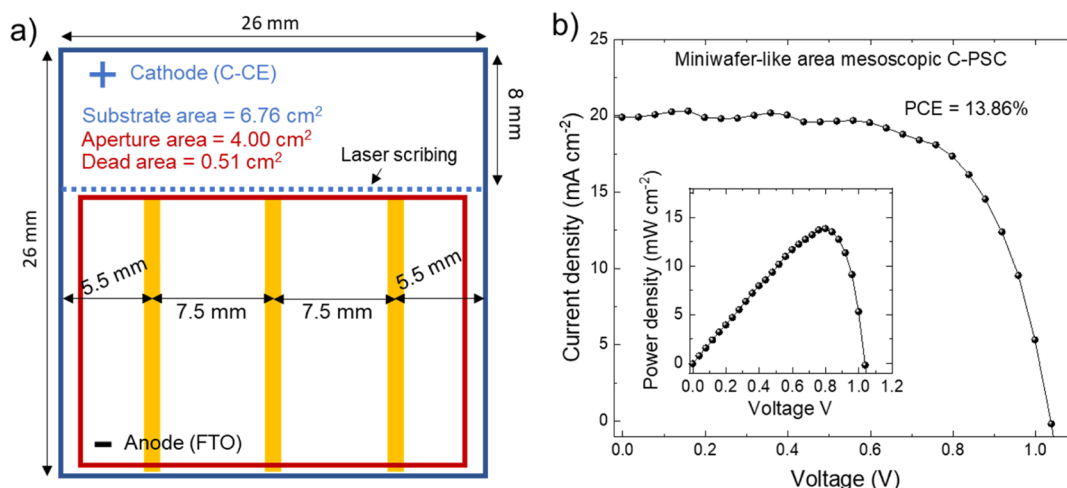 a)
26 mm
+ Cathode (C-CE)
Substrate area = 6.76 cm²
Aperture area = 4.00 cm²
Dead area = 0.51 cm²
8 mm
Laser scribing
26 mm
5.5 mm
7.5 mm
7.5 mm
5.5 mm
- Anode (FTO)
b)
Miniwafer-like area mesoscopic C-PSC
PCE = 13.86%
Current density (mA cm⁻²)
25
20
15
10
5
0
0.0 0.2 0.4 0.6 0.8 1.0
Voltage (V)
Power density (mW cm⁻²)
15
10
5
0
0.0 0.2 0.4 0.6 0.8 1.0 1.2
Voltage V